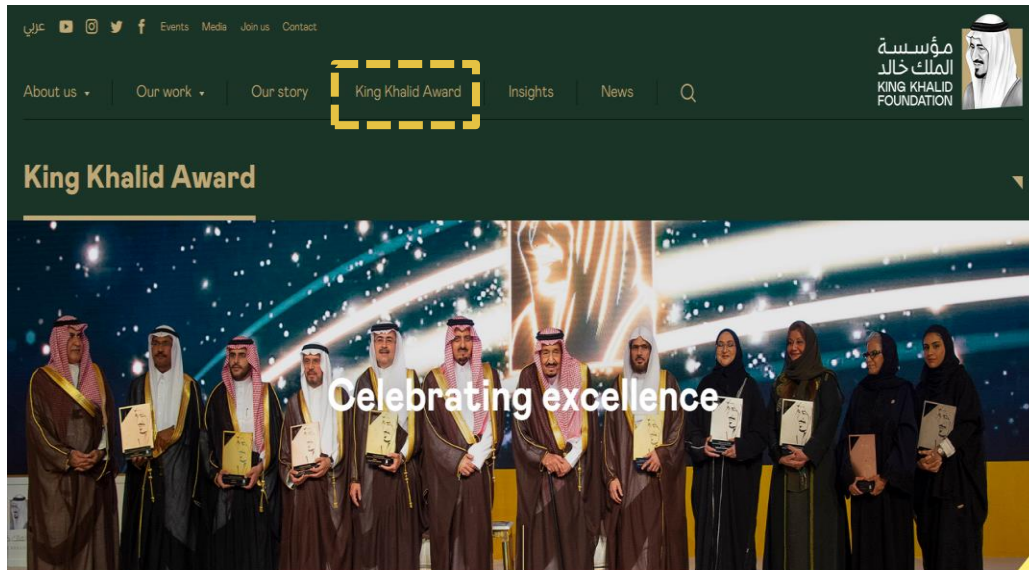 عربي
Events Media Join us Contact
About us Our work Our story King Khalid Award Insights News
مؤسسة
الملك خالد
KING KHALID
FOUNDATION
King Khalid Award
Celebrating excellence